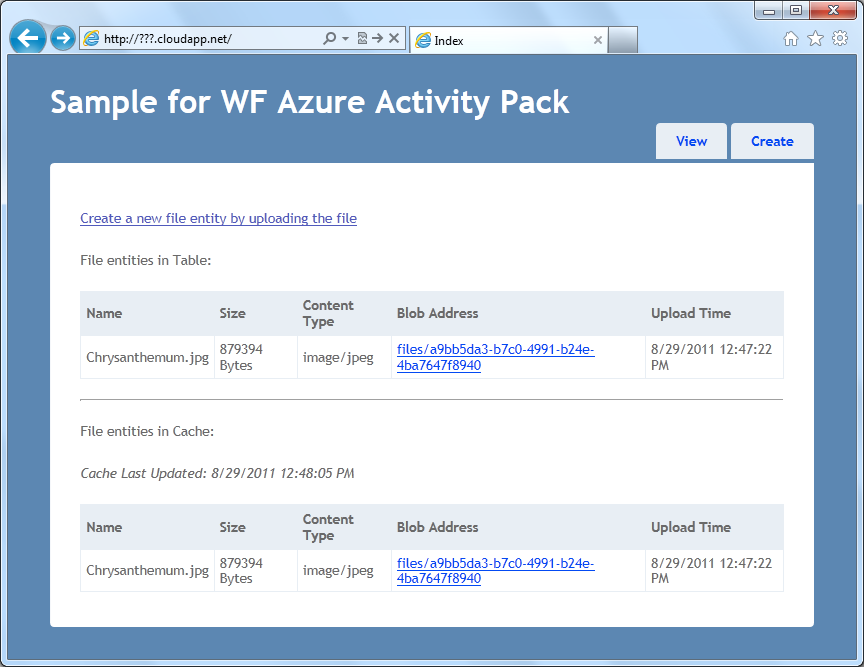 http://???.cloudapp.net/
Index
Sample for WF Azure Activity Pack
View Create
Create a new file entity by uploading the file
File entities in Table:
Name Size Content Type Blob Address Upload Time
Chrysanthemum.jpg 879394 Bytes image/jpeg files/a9bb5da3-b7c0-4991-b24e-4ba7647f8940 8/29/2011 12:47:22 PM
File entities in Cache:
Cache Last Updated: 8/29/2011 12:48:05 PM
Name Size Content Type Blob Address Upload Time
Chrysanthemum.jpg 879394 Bytes image/jpeg files/a9bb5da3-b7c0-4991-b24e-4ba7647f8940 8/29/2011 12:47:22 PM